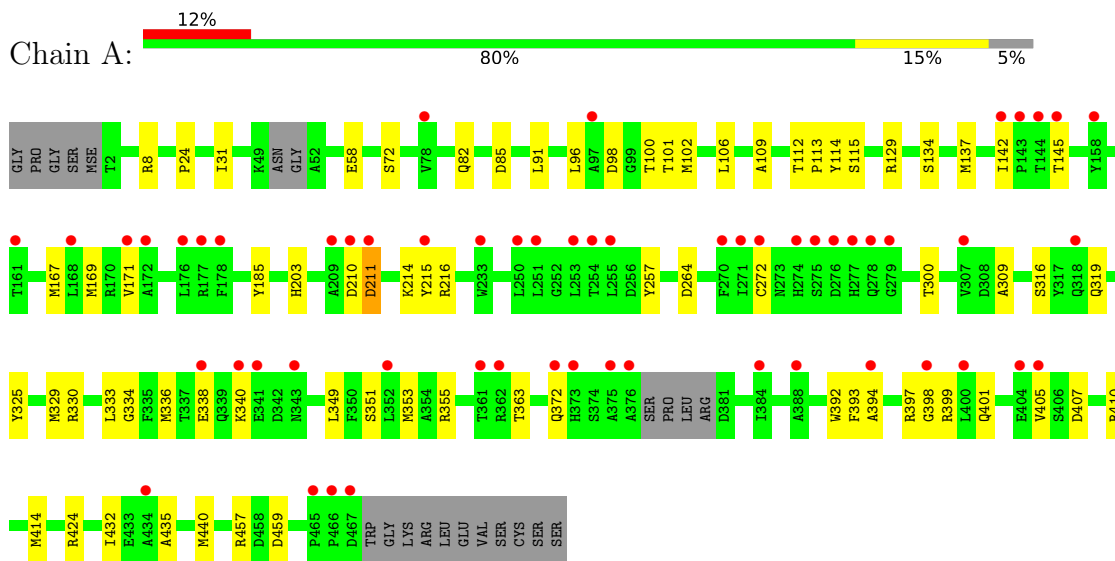 12%
Chain A:
80% 15% 5%
GLY PRO GLY SER MSE T2 R8 P24 I31 K49 ASN GLY A52 E58 S72 V78 Q82 D85 L91 L96 A97 D98 G99 T100 T101 M102 L106 A109 T112 P113 Y114 S115 R129 S134 M137 I142 P143 T144 T145 Y158
T161 M167 L168 M169 R170 V171 A172 L176 R177 F178 Y185 H203 A209 D210 D211 K214 Y215 R216 W233 L250 L251 G252 L253 T254 L255 D256 Y257 D264 F270 I271 C272 N273 H274 S275 D276 H277 Q278 G279 T300 V307 D308 A309 S316 Y317 Q318 Q319
Y325 M329 R330 L333 G334 F335 M336 T337 E338 Q339 K340 E341 D342 N343 L349 F350 S351 L352 M353 A354 R355 T361 R362 T363 Q372 H373 S374 A375 A376 SER PRO LEU ARG D381 I384 A388 W392 F393 A394 R397 G398 R399 L400 Q401 E404 V405 S406 D407
M414 R424 I432 E433 A434 A435 M440 R457 D458 D459 P465 P466 D467 TRP GLY LYS ARG LEU GLU VAL SER CYS SER SER